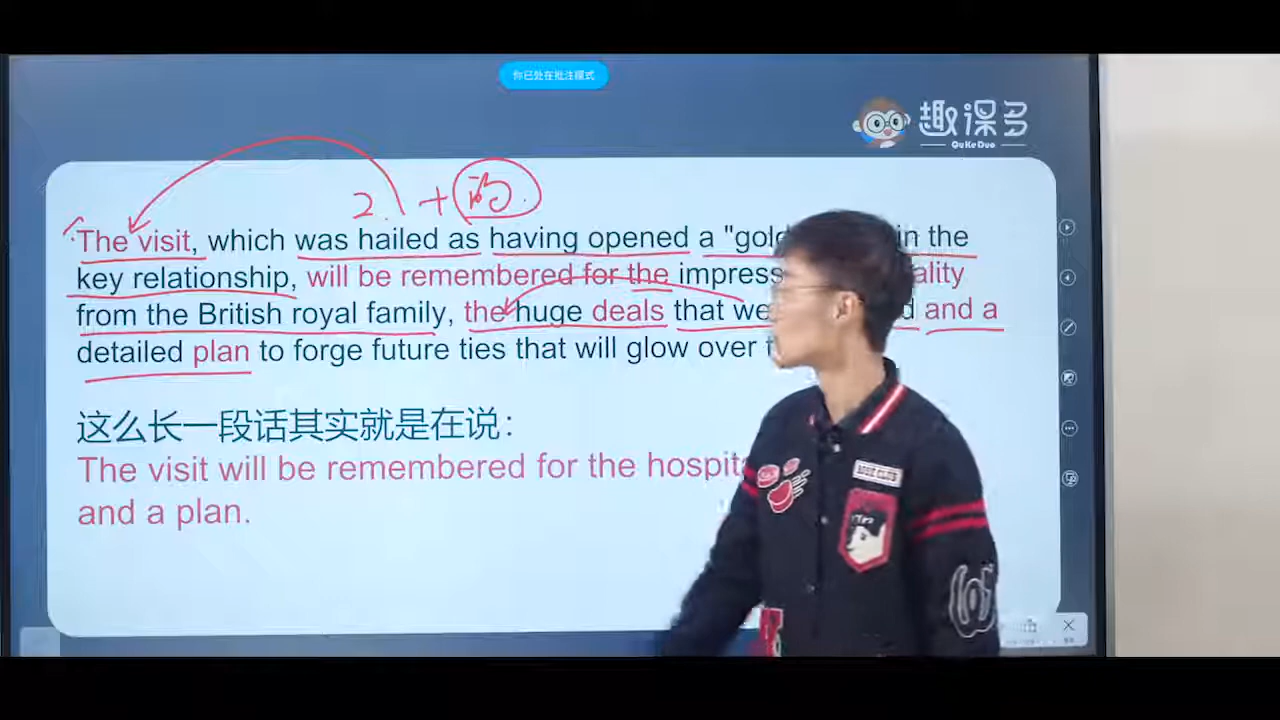 你已处在批注模式
趣课多
QuKeDuo
2. + 的
The visit, which was hailed as having opened a "gold in the
key relationship, will be remembered for the impress ality
from the British royal family, the huge deals that we d and a
detailed plan to forge future ties that will glow over t
这么长一段话其实就是在说:
The visit will be remembered for the hospita
and a plan.